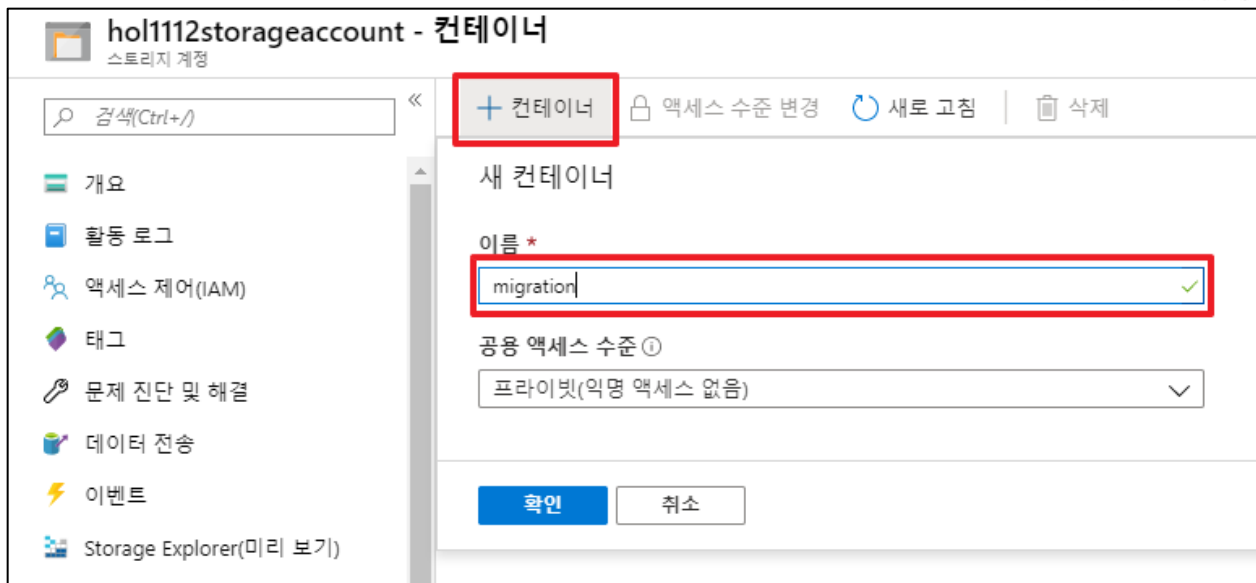 hol1112storageaccount - 컨테이너
스토리지 계정
검색(Ctrl+/)
개요
활동 로그
액세스 제어(IAM)
태그
문제 진단 및 해결
데이터 전송
이벤트
Storage Explorer(미리 보기)
컨테이너 액세스 수준 변경 새로 고침 삭제
새 컨테이너
이름 *
migration
공용 액세스 수준
프라이빗(익명 액세스 없음)
확인 취소